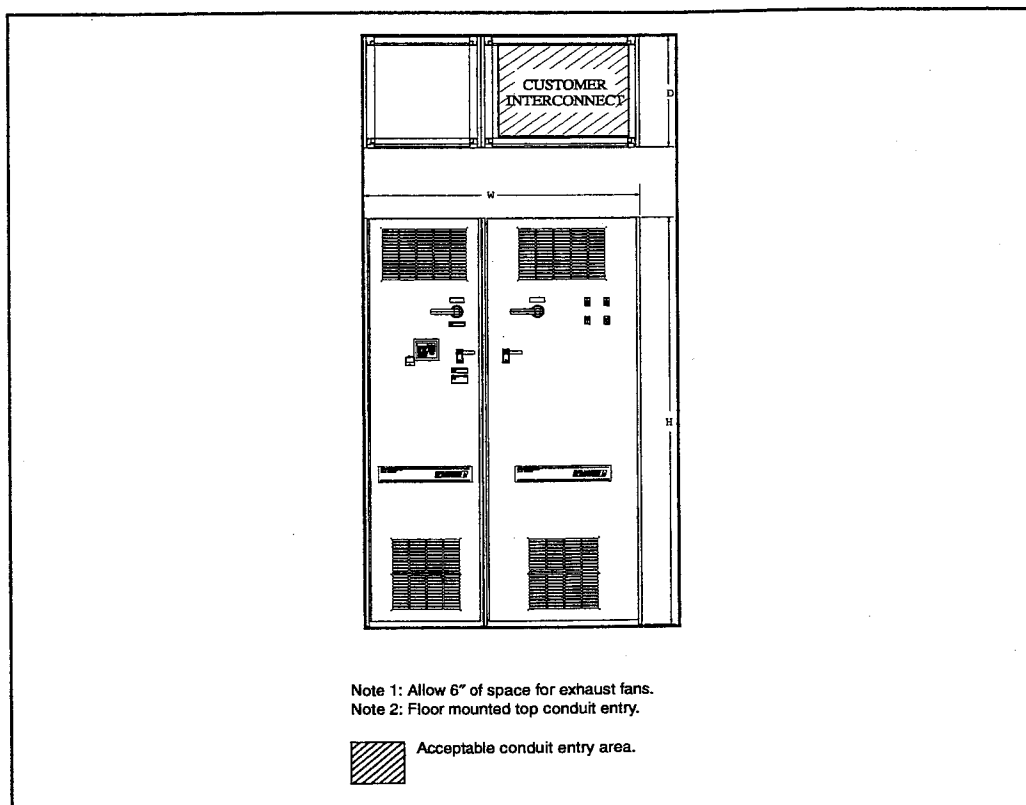 CUSTOMER
INTERCONNECT
D
W
H
Note 1: Allow 6″ of space for exhaust fans.
Note 2: Floor mounted top conduit entry.
Acceptable conduit entry area.